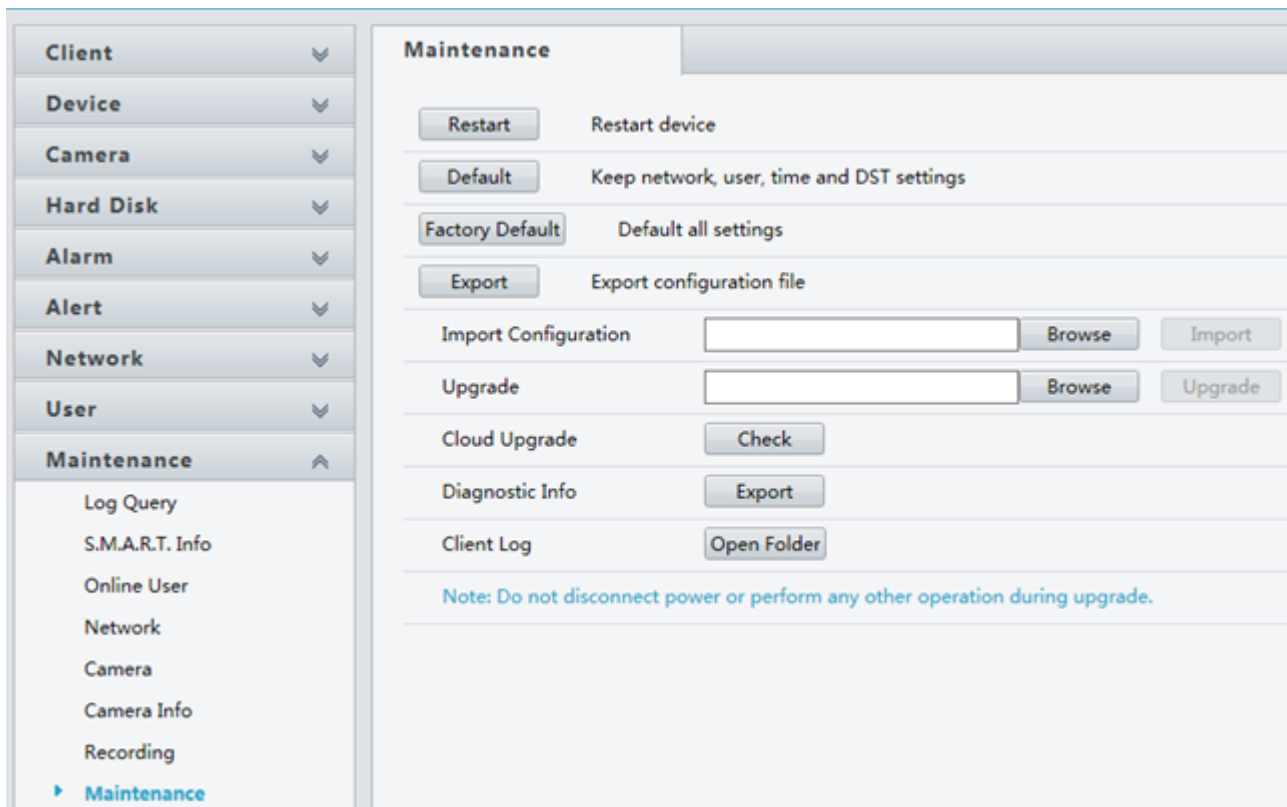 Client
Device
Camera
Hard Disk
Alarm
Alert
Network
User
Maintenance
Log Query
S.M.A.R.T. Info
Online User
Network
Camera
Camera Info
Recording
Maintenance
Maintenance
Restart Restart device
Default Keep network, user, time and DST settings
Factory Default Default all settings
Export Export configuration file
Import Configuration Browse Import
Upgrade Browse Upgrade
Cloud Upgrade Check
Diagnostic Info Export
Client Log Open Folder
Note: Do not disconnect power or perform any other operation during upgrade.